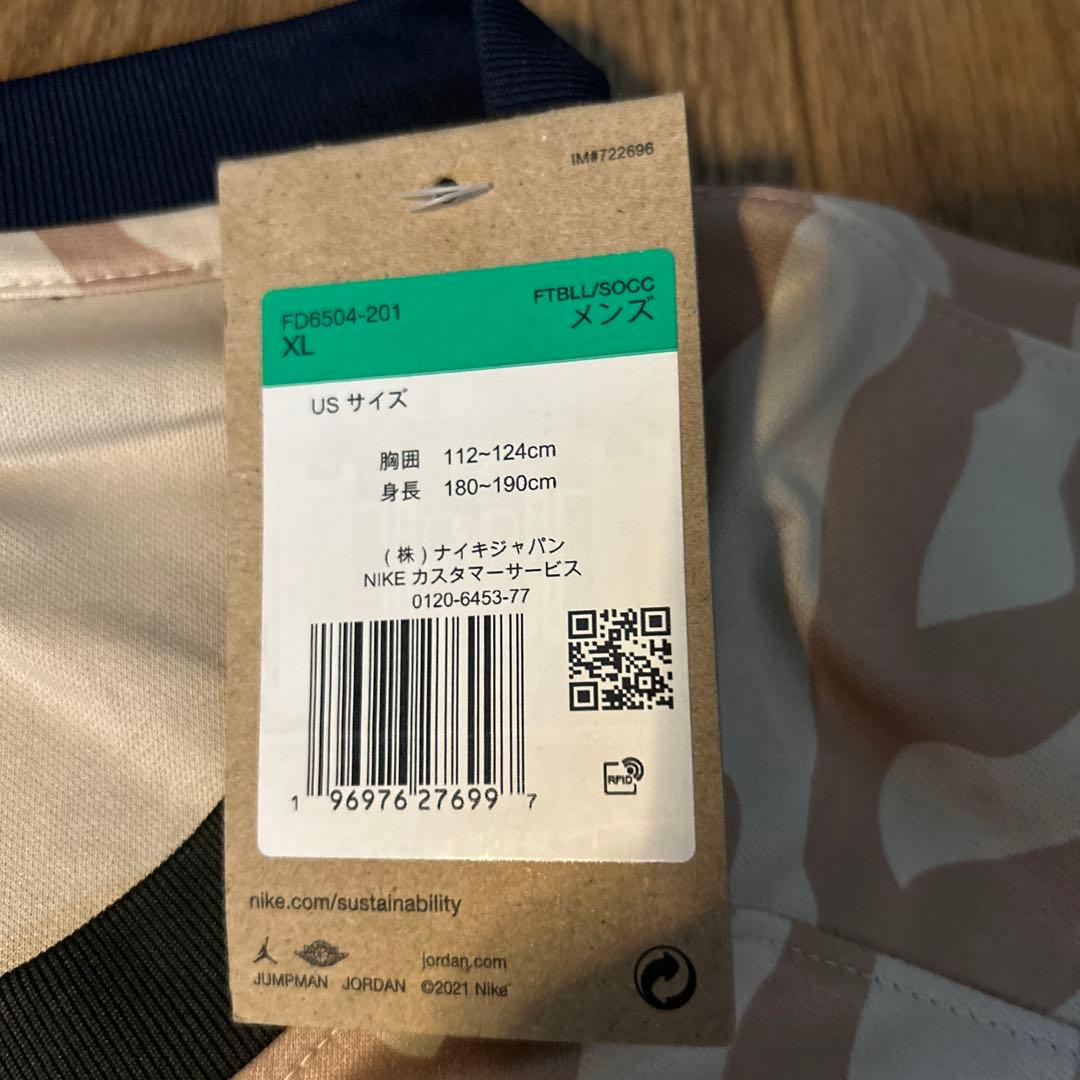 IM#722696
FTBLL/SOCC
FD6504-201
メンズ
XL
US サイズ
胸囲 112~124cm
身長 180~190cm
(株)ナイキジャパン
NIKE カスタマーサービス
0120-6453-77
1 96976 27699 7
RFID
nike.com/sustainability
jordan.com
JUMPMAN JORDAN ©2021 Nike